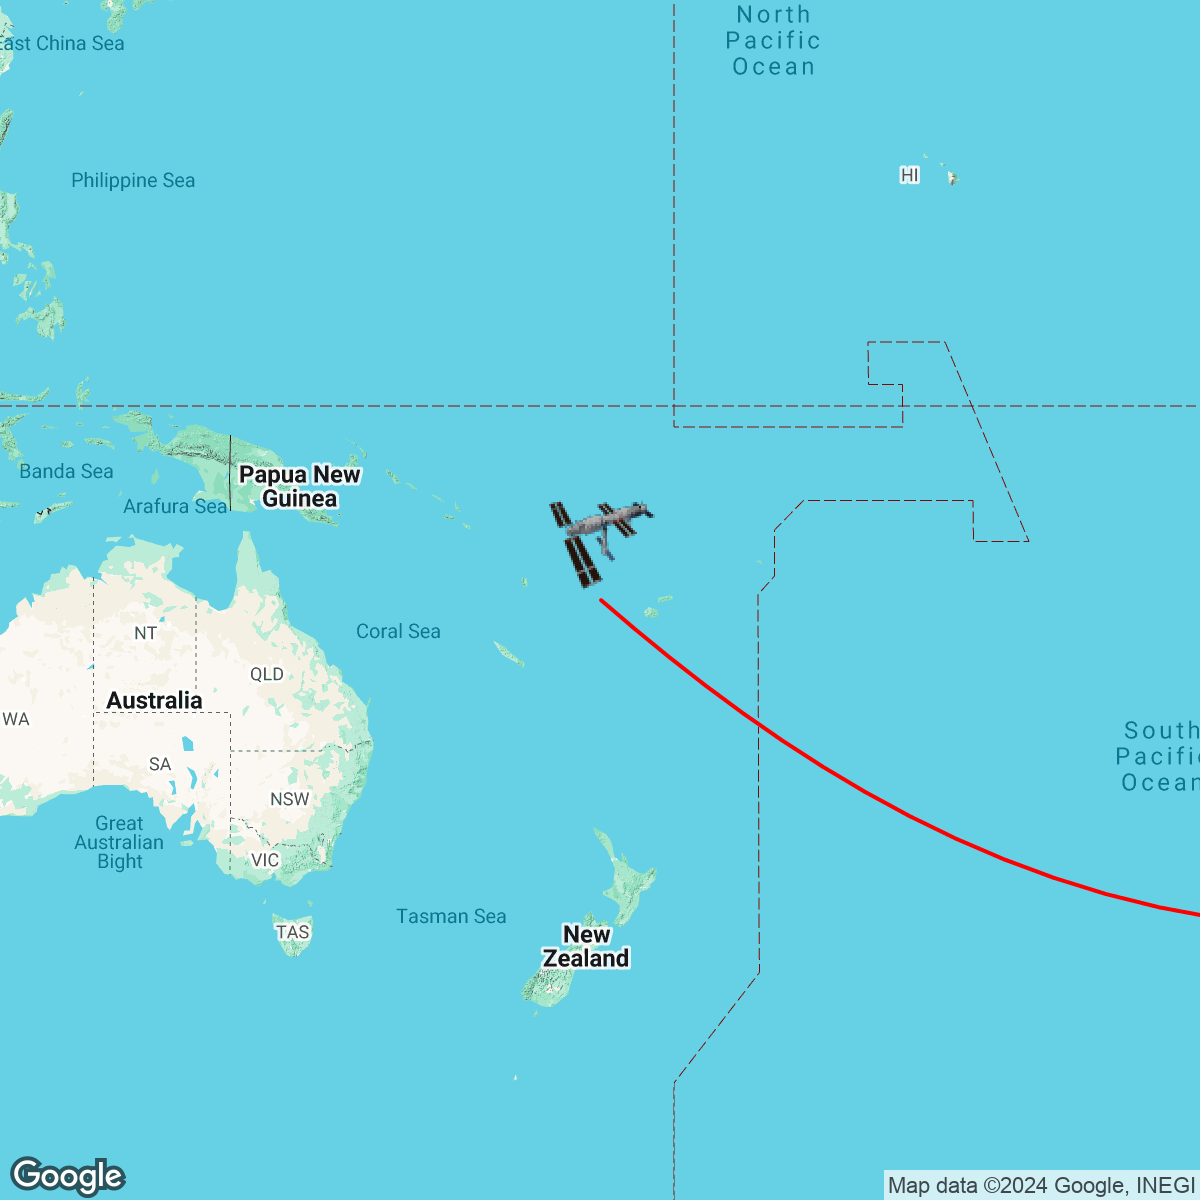 North
Pacific
Ocean
East China Sea
Philippine Sea
HI
Banda Sea
Papua New
Guinea
Arafura Sea
NT
Coral Sea
QLD
Australia
WA
SA
NSW
South
Pacific
Ocean
Great
Australian
Bight
VIC
TAS
Tasman Sea
New
Zealand
Google
Map data ©2024 Google, INEGI